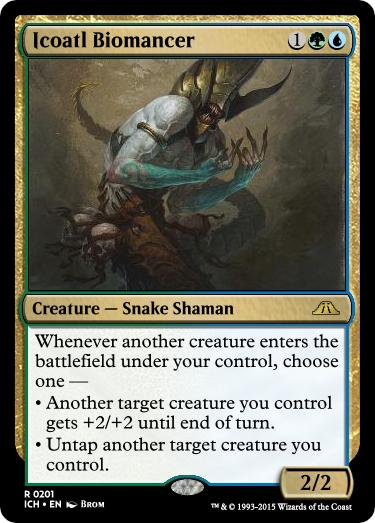 Icoatl Biomancer 1
Creature — Snake Shaman
Whenever another creature enters the
battlefield under your control, choose
one —
• Another target creature you control
gets +2/+2 until end of turn.
• Untap another target creature you
control.
2/2
R 0201
ICH • EN Brom
™ & © 1993-2015 Wizards of the Coast